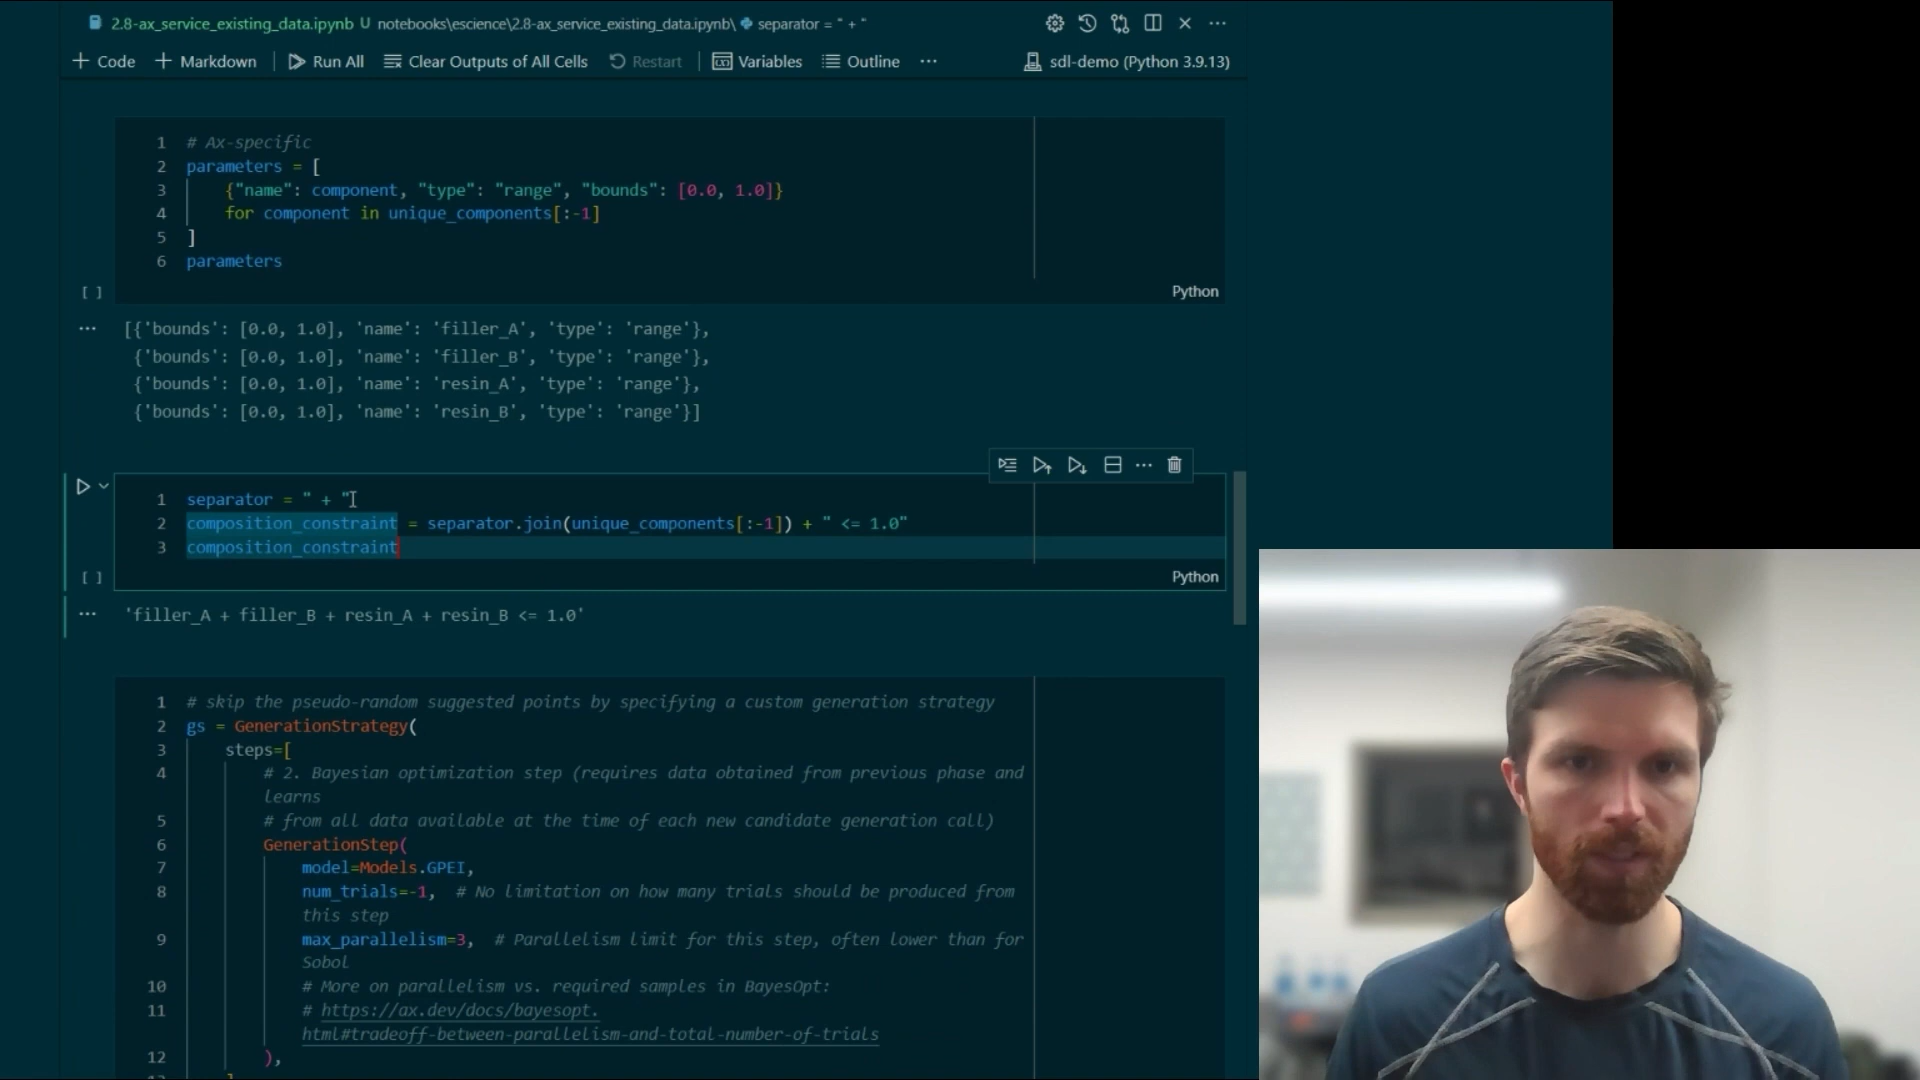 2.8-ax_service_existing_data.ipynb U notebooks\escience\2.8-ax_service_existing_data.ipynb\ separator = " + "
+ Code + Markdown Run All Clear Outputs of All Cells Restart Variables Outline ... sdl-demo (Python 3.9.13)
1 # Ax-specific
2 parameters = [
3 {"name": component, "type": "range", "bounds": [0.0, 1.0]}
4 for component in unique_components[:-1]
5 ]
6 parameters
[ ] Python
... [{'bounds': [0.0, 1.0], 'name': 'filler_A', 'type': 'range'},
{'bounds': [0.0, 1.0], 'name': 'filler_B', 'type': 'range'},
{'bounds': [0.0, 1.0], 'name': 'resin_A', 'type': 'range'},
{'bounds': [0.0, 1.0], 'name': 'resin_B', 'type': 'range'}]
1 separator = " + "
2 composition_constraint = separator.join(unique_components[:-1]) + " <= 1.0"
3 composition_constraint
[ ] Python
... 'filler_A + filler_B + resin_A + resin_B <= 1.0'
1 # skip the pseudo-random suggested points by specifying a custom generation strategy
2 gs = GenerationStrategy(
3 steps=[
4 # 2. Bayesian optimization step (requires data obtained from previous phase and
learns
5 # from all data available at the time of each new candidate generation call)
6 GenerationStep(
7 model=Models.GPEI,
8 num_trials=-1, # No limitation on how many trials should be produced from
this step
9 max_parallelism=3, # Parallelism limit for this step, often lower than for
Sobol
10 # More on parallelism vs. required samples in BayesOpt:
11 # https://ax.dev/docs/bayesopt.
html#tradeoff-between-parallelism-and-total-number-of-trials
12 ),